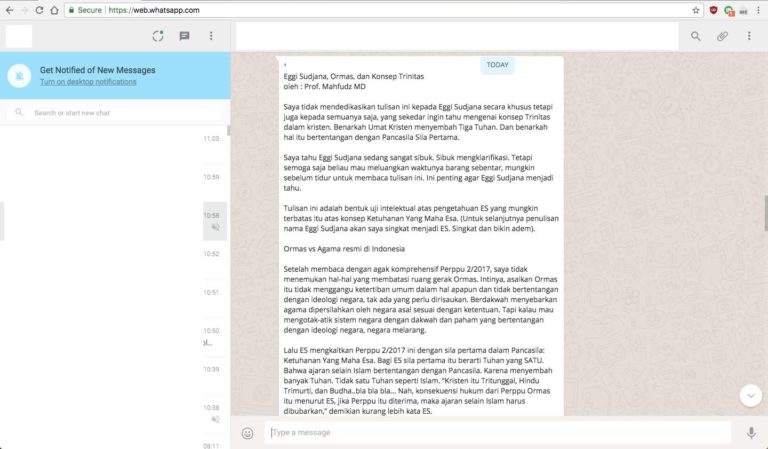 Secure
https://web.whatsapp.com
Get Notified of New Messages
Turn on desktop notifications
Search or start new chat
11:03
10:59
10:58
10:52
10:51
10:50
10:39
10:38
08:11
TODAY
Eggi Sudjana, Ormas, dan Konsep Trinitas
oleh : Prof. Mahfudz MD
Saya tidak mendedikasikan tulisan ini kepada Eggi Sudjana secara khusus tetapi
juga kepada semuanya saja, yang sekedar ingin tahu mengenai konsep Trinitas
dalam kristen. Benarkah Umat Kristen menyembah Tiga Tuhan. Dan benarkah
hal itu bertentangan dengan Pancasila Sila Pertama.
Saya tahu Eggi Sudjana sedang sangat sibuk. Sibuk mengklarifikasi. Tetapi
semoga saja beliau mau meluangkan waktunya barang sebentar, mungkin
sebelum tidur untuk membaca tulisan ini. Ini penting agar Eggi Sudjana menjadi
tahu.
Tulisan ini adalah bentuk uji intelektual atas pengetahuan ES yang mungkin
terbatas itu atas konsep Ketuhanan Yang Maha Esa. (Untuk selanjutnya penulisan
nama Eggi Sudjana akan saya singkat menjadi ES. Singkat dan bikin adem).
Ormas vs Agama resmi di Indonesia
Setelah membaca dengan agak komprehensif Perppu 2/2017, saya tidak
menemukan hal-hal yang membatasi ruang gerak Ormas. Intinya, asalkan Ormas
itu tidak menggangu ketertiban umum dalam hal apapun dan tidak bertentangan
dengan ideologi negara, tak ada yang perlu dirisaukan. Berdakwah menyebarkan
agama dipersilahkan oleh negara asal sesuai dengan ketentuan. Tapi kalau mau
mengotak-atik sistem negara dengan dakwah dan paham yang bertentangan
dengan ideologi negara, negara melarang.
Lalu ES mengkaitkan Perppu 2/2017 ini dengan sila pertama dalam Pancasila:
Ketuhanan Yang Maha Esa. Bagi ES sila pertama itu berarti Tuhan yang SATU.
Bahwa ajaran selain Islam bertentangan dengan Pancasila. Karena menyembah
banyak Tuhan. Tidak satu Tuhan seperti Islam. “Kristen itu Tritunggal, Hindu
Trimurti, dan Budha..bla bla bla... Nah, konsekuensi hukum dari Perppu Ormas
itu menurut ES, jika Perppu itu diterima, maka ajaran selain Islam harus
dibubarkan,” demikian kurang lebih kata ES.
Type a message